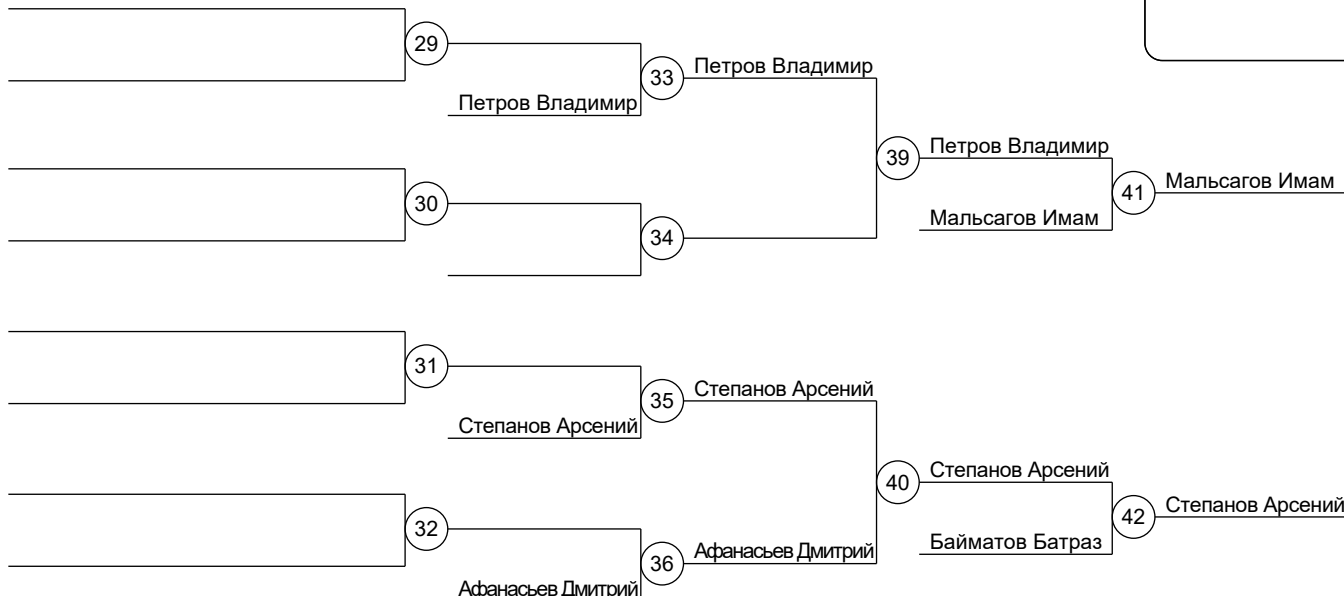 29
33
Петров Владимир
Петров Владимир
39
Петров Владимир
41
Мальсагов Имам
30
34
Мальсагов Имам
31
35
Степанов Арсений
Степанов Арсений
40
Степанов Арсений
42
Степанов Арсений
32
36
Афанасьев Дмитрий
Байматов Батраз
Афанасьев Дмитрий